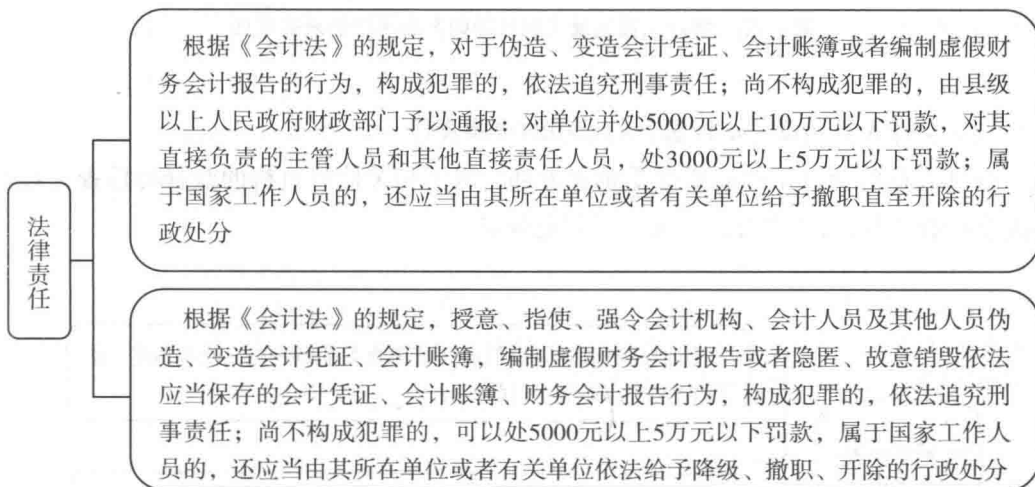 根据《会计法》的规定，对于伪造、变造会计凭证、会计账簿或者编制虚假财
务会计报告的行为，构成犯罪的，依法追究刑事责任；尚不构成犯罪的，由县级
以上人民政府财政部门予以通报：对单位并处5000元以上10万元以下罚款，对其
直接负责的主管人员和其他直接责任人员，处3000元以上5万元以下罚款；属
于国家工作人员的，还应当由其所在单位或者有关单位给予撤职直至开除的行
政处分
法律责任
根据《会计法》的规定，授意、指使、强令会计机构、会计人员及其他人员伪
造、变造会计凭证、会计账簿，编制虚假财务会计报告或者隐匿、故意销毁依法
应当保存的会计凭证、会计账簿、财务会计报告行为，构成犯罪的，依法追究刑
事责任；尚不构成犯罪的，可以处5000元以上5万元以下罚款，属于国家工作人
员的，还应当由其所在单位或者有关单位依法给予降级、撤职、开除的行政处分